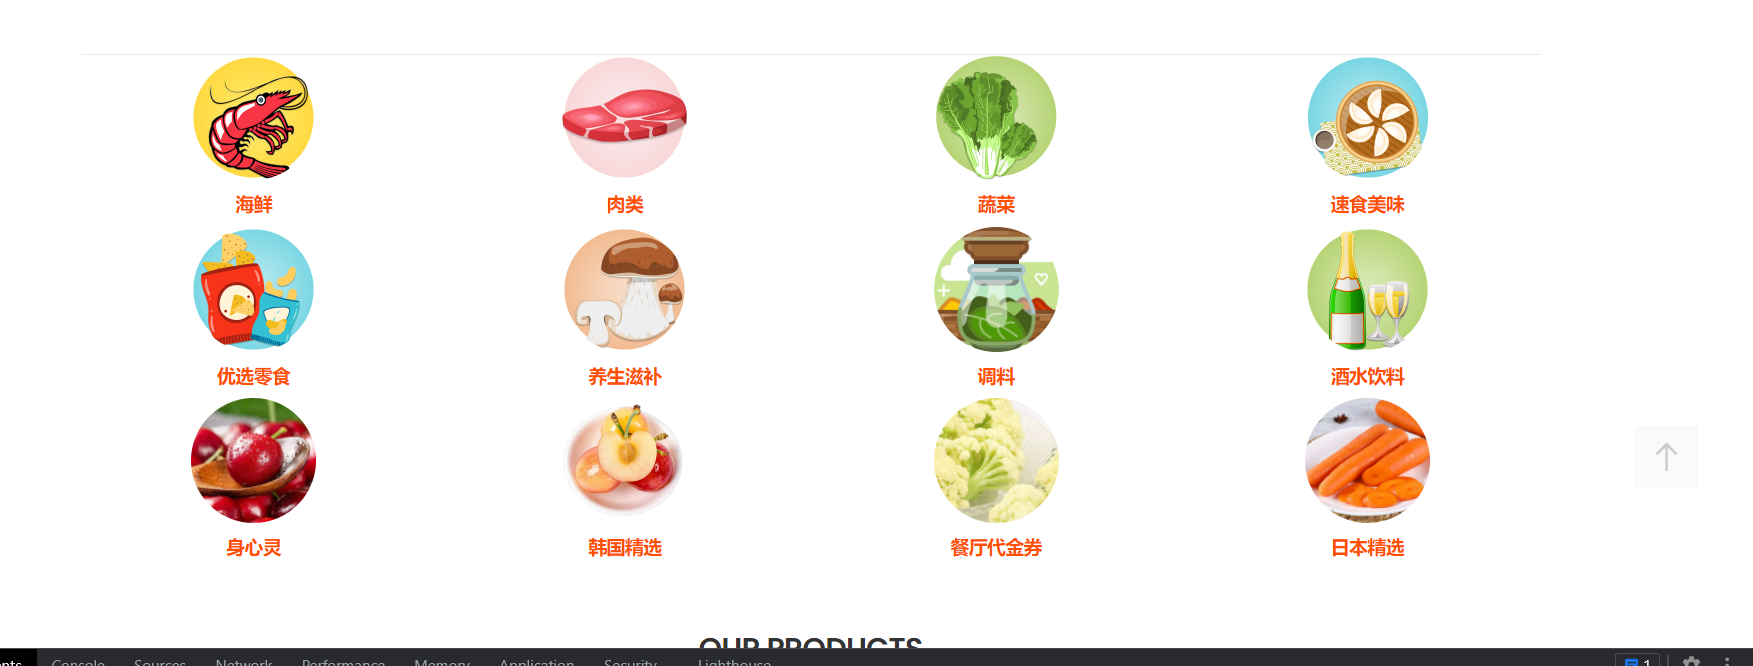 海鲜
肉类
蔬菜
速食美味
优选零食
养生滋补
调料
酒水饮料
身心灵
韩国精选
餐厅代金券
日本精选
OUR PRODUCTS
Console Sources Network Performance Memory Application Security Lighthouse 1